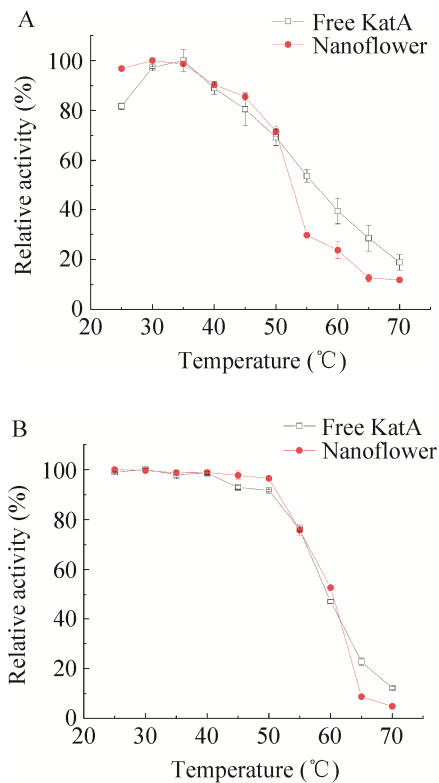 A
Free KatA
Nanoflower
Relative activity (%)
100
80
60
40
20
0
20 30 40 50 60 70
Temperature (℃)
B
Free KatA
Nanoflower
Relative activity (%)
100
80
60
40
20
0
20 30 40 50 60 70
Temperature (℃)